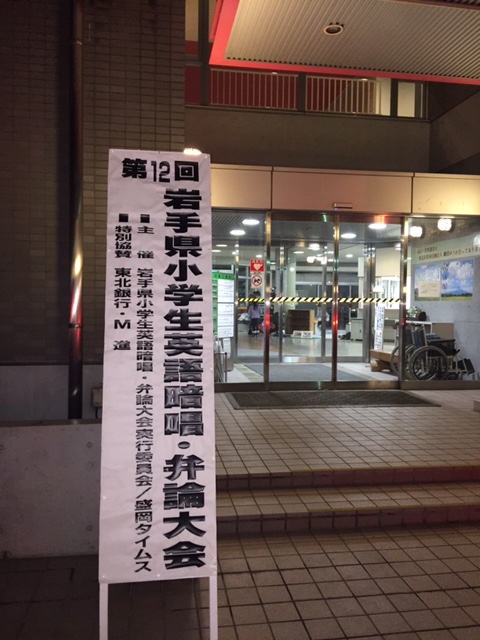 第12回
岩手県小学生英語暗唱・弁論大会
■主　催 岩手県小学生英語暗唱・弁論大会実行委員会/盛岡タイムス
■特別協賛 東北銀行・M 進